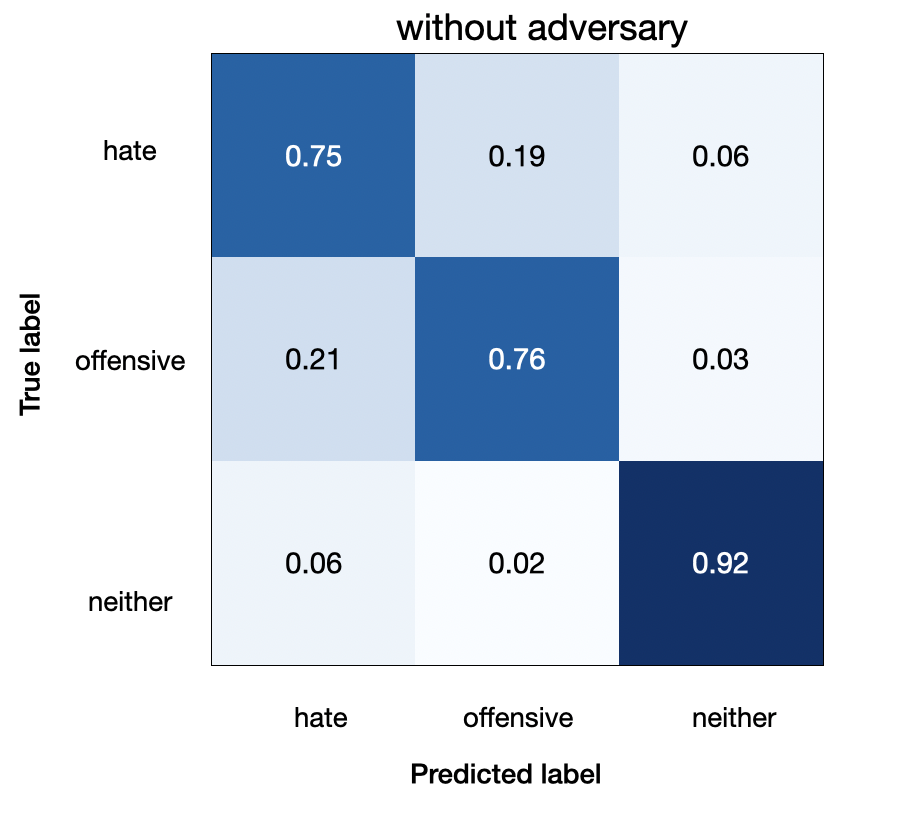 without adversary
hate
0.75 0.19 0.06
True label
offensive
0.21 0.76 0.03
neither
0.06 0.02 0.92
hate offensive neither
Predicted label